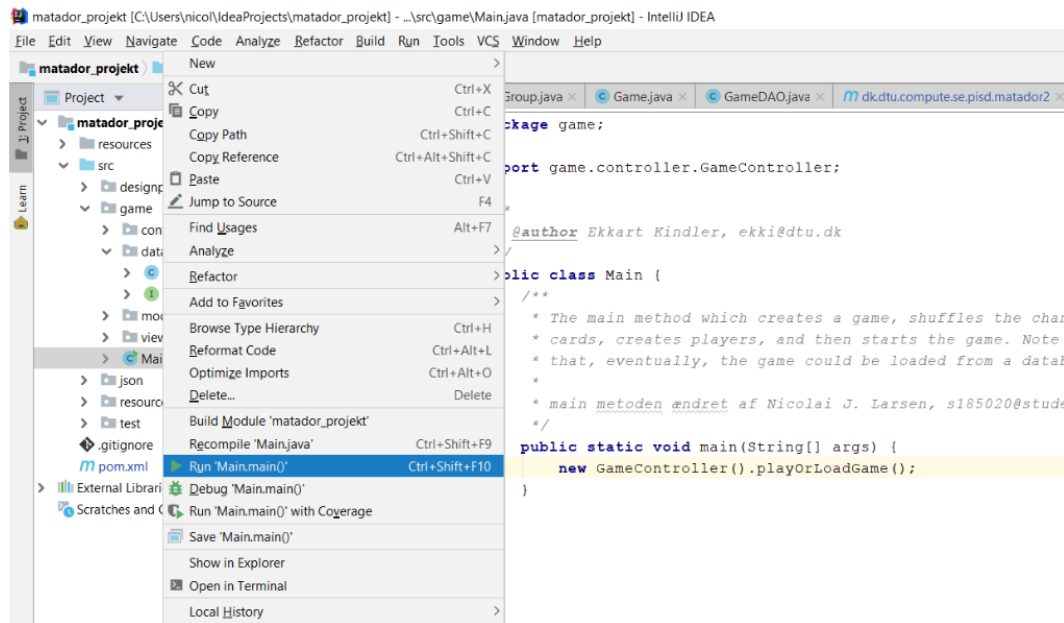 matador_projekt [C:\Users\nicol\IdeaProjects\matador_projekt] - ...\src\game\Main.java [matador_projekt] - IntelliJ IDEA
File Edit View Navigate Code Analyze Refactor Build Run Tools VCS Window Help
matador_projekt
1: Project
Learn
Project
matador_proje
resources
src
designp
game
con
data
C
I
mod
view
Mai
json
resourc
test
.gitignore
pom.xml
External Librari
Scratches and C
New
Cut Ctrl+X
Copy Ctrl+C
Copy Path Ctrl+Shift+C
Copy Reference Ctrl+Alt+Shift+C
Paste Ctrl+V
Jump to Source F4
Find Usages Alt+F7
Analyze
Refactor
Add to Favorites
Browse Type Hierarchy Ctrl+H
Reformat Code Ctrl+Alt+L
Optimize Imports Ctrl+Alt+O
Delete... Delete
Build Module 'matador_projekt'
Recompile 'Main.java' Ctrl+Shift+F9
Run 'Main.main()' Ctrl+Shift+F10
Debug 'Main.main()'
Run 'Main.main()' with Coverage
Save 'Main.main()'
Show in Explorer
Open in Terminal
Local History
Group.java Game.java GameDAO.java m dk.dtu.compute.se.pisd.matador2
ckage game;
port game.controller.GameController;
*
@author Ekkart Kindler, ekki@dtu.dk
/
blic class Main {
/**
* The main method which creates a game, shuffles the chan
* cards, creates players, and then starts the game. Note
* that, eventually, the game could be loaded from a datab
*
* main metoden ændret af Nicolai J. Larsen, s185020@stude
*/
public static void main(String[] args) {
new GameController().playOrLoadGame();
}